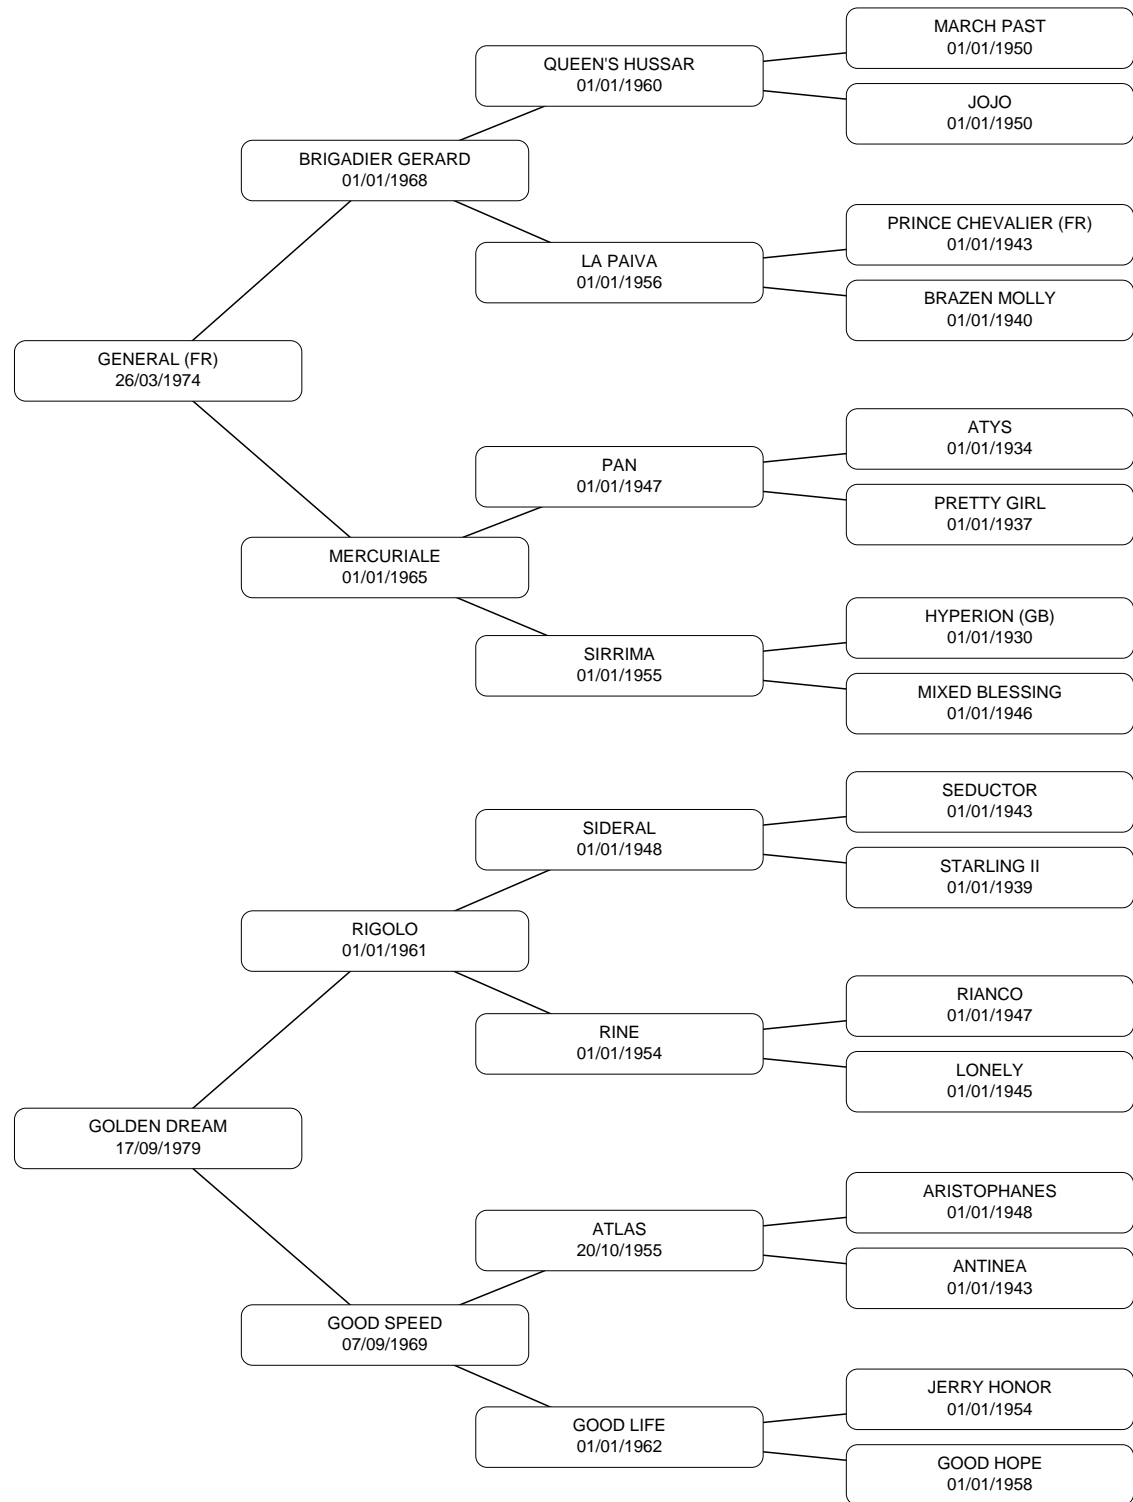 MARCH PAST
01/01/1950
QUEEN'S HUSSAR
01/01/1960
JOJO
01/01/1950
BRIGADIER GERARD
01/01/1968
PRINCE CHEVALIER (FR)
01/01/1943
LA PAIVA
01/01/1956
BRAZEN MOLLY
01/01/1940
GENERAL (FR)
26/03/1974
ATYS
01/01/1934
PAN
01/01/1947
PRETTY GIRL
01/01/1937
MERCURIALE
01/01/1965
HYPERION (GB)
01/01/1930
SIRRIMA
01/01/1955
MIXED BLESSING
01/01/1946
SEDUCTOR
01/01/1943
SIDERAL
01/01/1948
STARLING II
01/01/1939
RIGOLO
01/01/1961
RIANCO
01/01/1947
RINE
01/01/1954
LONELY
01/01/1945
GOLDEN DREAM
17/09/1979
ARISTOPHANES
01/01/1948
ATLAS
20/10/1955
ANTINEA
01/01/1943
GOOD SPEED
07/09/1969
JERRY HONOR
01/01/1954
GOOD LIFE
01/01/1962
GOOD HOPE
01/01/1958